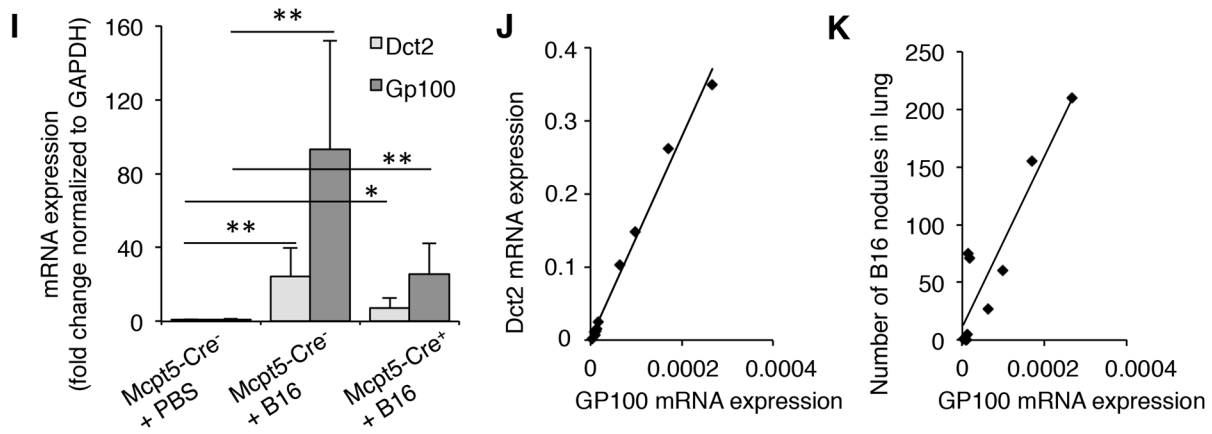 I
mRNA expression
(fold change normalized to GAPDH)
160
120
80
40
0
**
**
*
**
Dct2
Gp100
Mcpt5-Cre-
+ PBS
Mcpt5-Cre-
+ B16
Mcpt5-Cre+
+ B16
J
Dct2 mRNA expression
0.4
0.3
0.2
0.1
0
0
0.0002
0.0004
GP100 mRNA expression
K
Number of B16 nodules in lung
250
200
150
100
50
0
0
0.0002
0.0004
GP100 mRNA expression